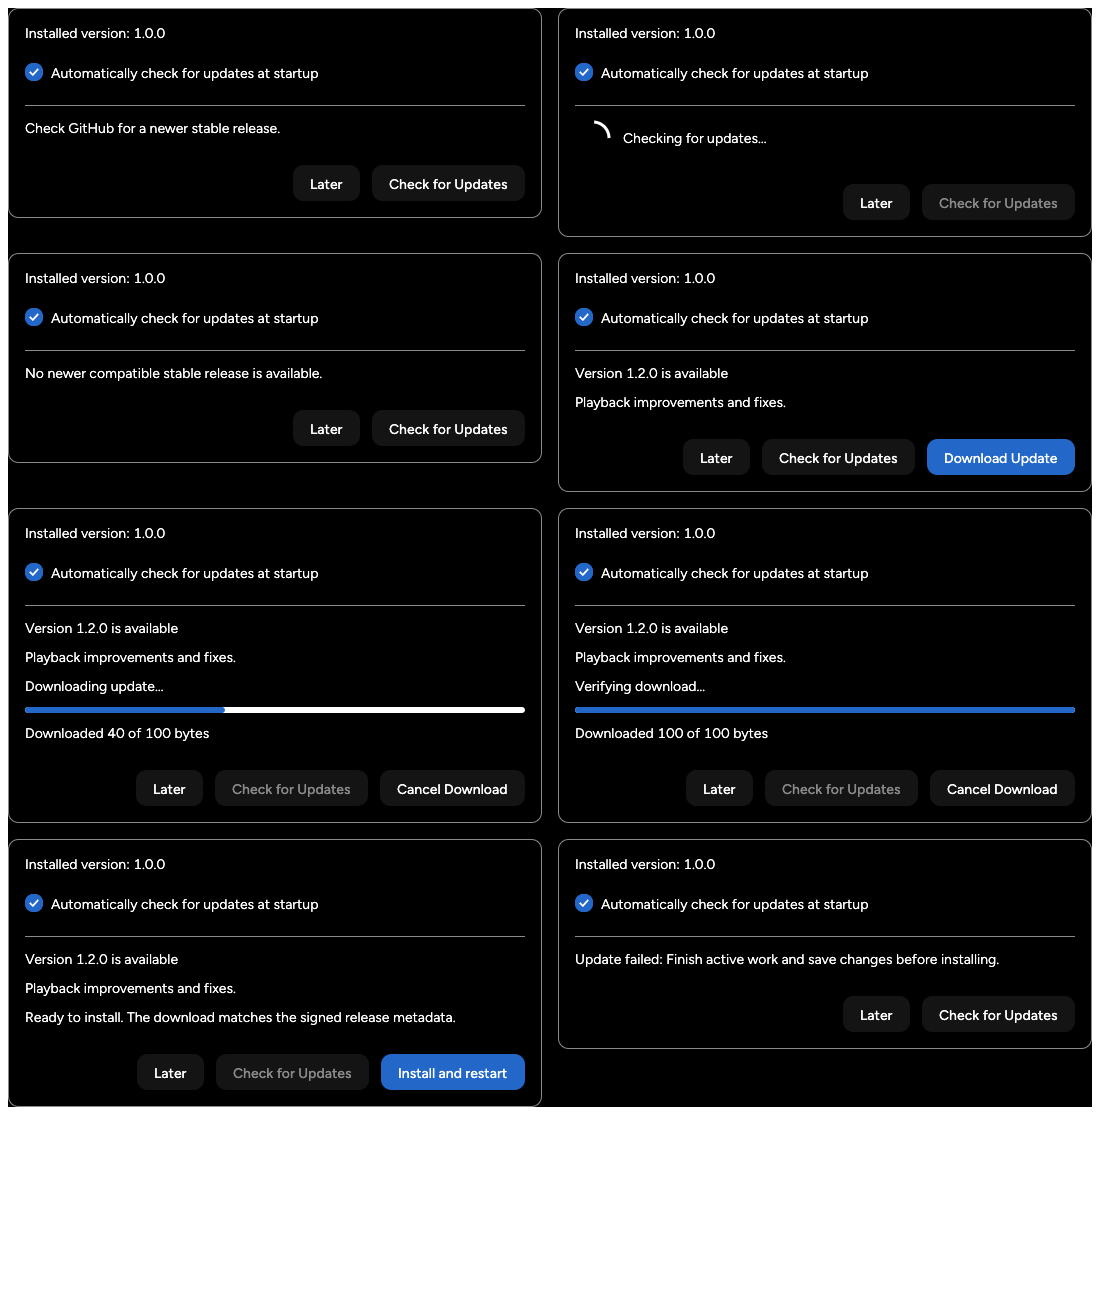 Installed version: 1.0.0
Automatically check for updates at startup
Check GitHub for a newer stable release.
Later
Check for Updates
Installed version: 1.0.0
Automatically check for updates at startup
Checking for updates...
Later
Check for Updates
Installed version: 1.0.0
Automatically check for updates at startup
No newer compatible stable release is available.
Later
Check for Updates
Installed version: 1.0.0
Automatically check for updates at startup
Version 1.2.0 is available
Playback improvements and fixes.
Later
Check for Updates
Download Update
Installed version: 1.0.0
Automatically check for updates at startup
Version 1.2.0 is available
Playback improvements and fixes.
Downloading update...
Downloaded 40 of 100 bytes
Later
Check for Updates
Cancel Download
Installed version: 1.0.0
Automatically check for updates at startup
Version 1.2.0 is available
Playback improvements and fixes.
Verifying download...
Downloaded 100 of 100 bytes
Later
Check for Updates
Cancel Download
Installed version: 1.0.0
Automatically check for updates at startup
Version 1.2.0 is available
Playback improvements and fixes.
Ready to install. The download matches the signed release metadata.
Later
Check for Updates
Install and restart
Installed version: 1.0.0
Automatically check for updates at startup
Update failed: Finish active work and save changes before installing.
Later
Check for Updates